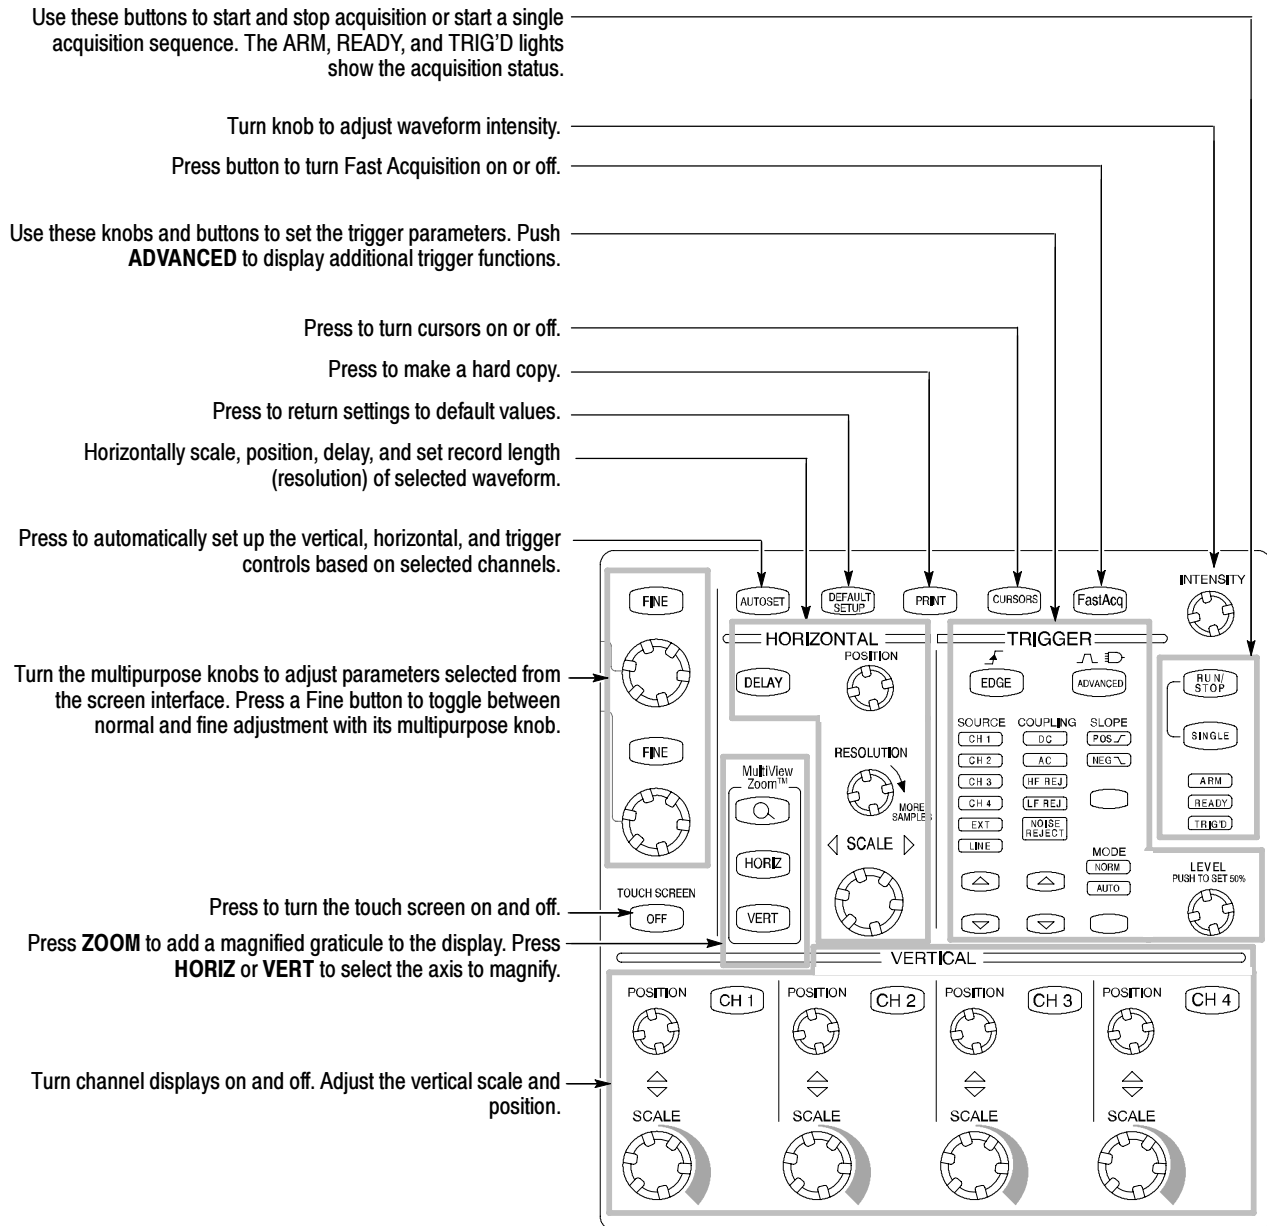 Use these buttons to start and stop acquisition or start a single
acquisition sequence. The ARM, READY, and TRIG'D lights
show the acquisition status.
Turn knob to adjust waveform intensity.
Press button to turn Fast Acquisition on or off.
Use these knobs and buttons to set the trigger parameters. Push
ADVANCED to display additional trigger functions.
Press to turn cursors on or off.
Press to make a hard copy.
Press to return settings to default values.
Horizontally scale, position, delay, and set record length
(resolution) of selected waveform.
Press to automatically set up the vertical, horizontal, and trigger
controls based on selected channels.
Turn the multipurpose knobs to adjust parameters selected from
the screen interface. Press a Fine button to toggle between
normal and fine adjustment with its multipurpose knob.
Press to turn the touch screen on and off.
Press ZOOM to add a magnified graticule to the display. Press
HORIZ or VERT to select the axis to magnify.
Turn channel displays on and off. Adjust the vertical scale and
position.
FINE
FINE
TOUCH SCREEN
OFF
AUTOSET
DEFAULT
SETUP
PRINT
CURSORS
FastAcq
INTENSITY
HORIZONTAL
POSITION
DELAY
RESOLUTION
MORE
SAMPLES
SCALE
MultiView
Zoom™
HORIZ
VERT
TRIGGER
EDGE
ADVANCED
SOURCE
CH 1
CH 2
CH 3
CH 4
EXT
LINE
COUPLING
DC
AC
HF REJ
LF REJ
NOISE
REJECT
SLOPE
POS
NEG
MODE
NORM
AUTO
RUN/
STOP
SINGLE
ARM
READY
TRIG'D
LEVEL
PUSH TO SET 50%
VERTICAL
POSITION
CH 1
SCALE
POSITION
CH 2
SCALE
POSITION
CH 3
SCALE
POSITION
CH 4
SCALE